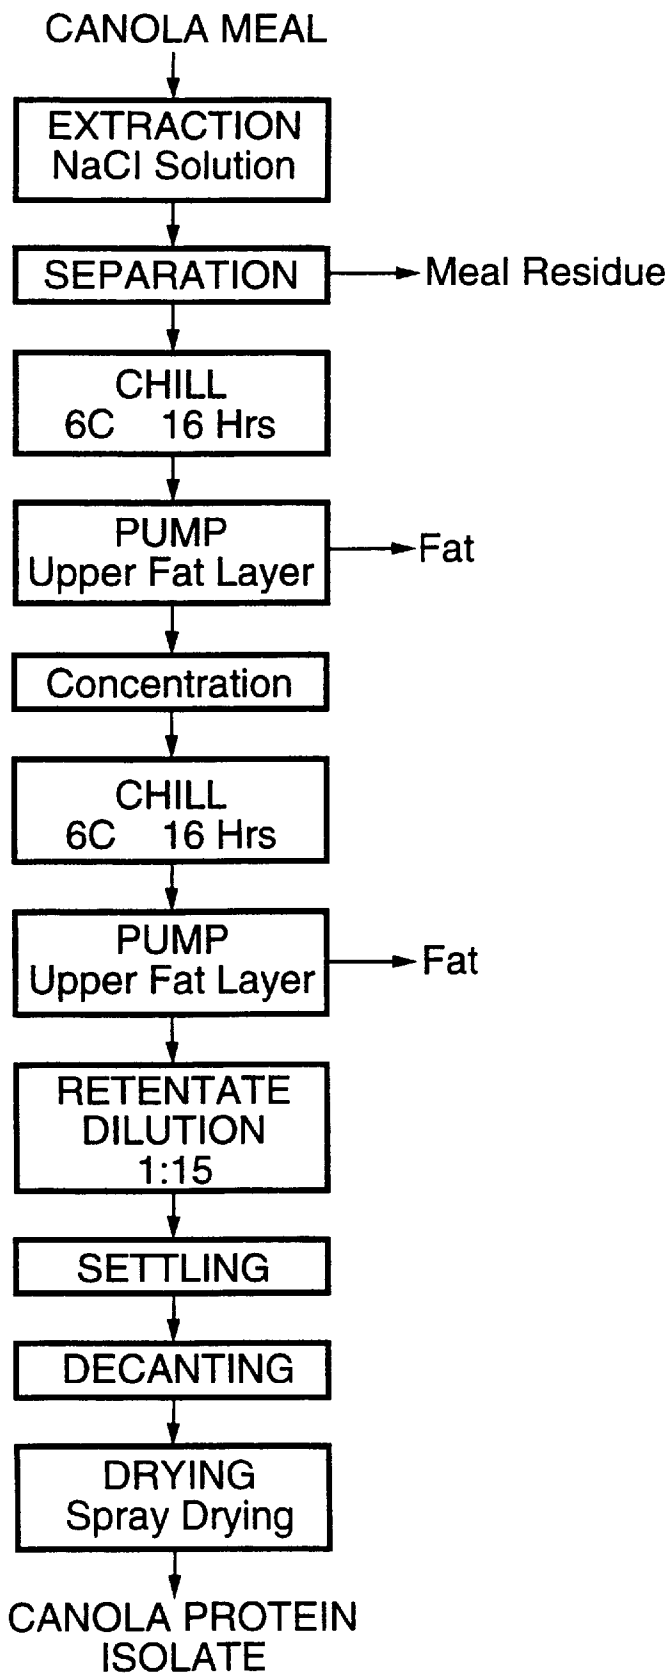 CANOLA MEAL
EXTRACTION
NaCl Solution
SEPARATION
Meal Residue
CHILL
6C 16 Hrs
PUMP
Upper Fat Layer
Fat
Concentration
CHILL
6C 16 Hrs
PUMP
Upper Fat Layer
Fat
RETENTATE
DILUTION
1:15
SETTLING
DECANTING
DRYING
Spray Drying
CANOLA PROTEIN
ISOLATE